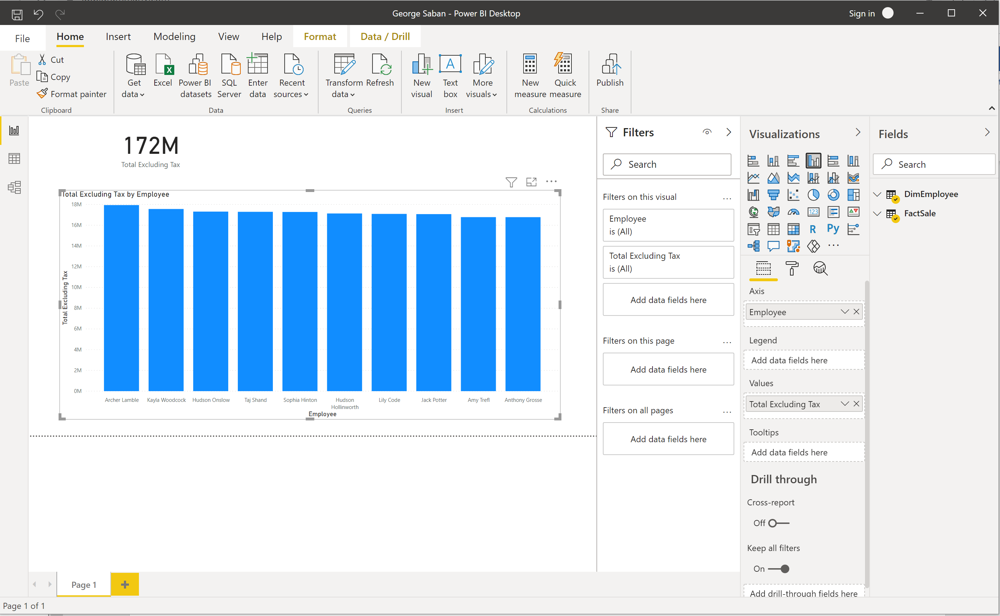 George Saban - Power BI Desktop
Sign in
File
Home
Insert
Modeling
View
Help
Format
Data / Drill
Paste
Cut
Copy
Format painter
Clipboard
Get
data
Excel
Power BI
datasets
SQL
Server
Enter
data
Recent
sources
Data
Transform
data
Refresh
Queries
New
visual
Text
box
More
visuals
Insert
New
measure
Quick
measure
Calculations
Publish
Share
172M
Total Excluding Tax
Total Excluding Tax by Employee
18M
16M
14M
12M
10M
8M
6M
4M
2M
0M
Total Excluding Tax
Archer Lamble
Kayla Woodcock
Hudson Onslow
Taj Shand
Sophia Hinton
Hudson
Hollinworth
Lily Code
Jack Potter
Amy Trefl
Anthony Grosse
Employee
Filters
Search
Filters on this visual
Employee
is (All)
Total Excluding Tax
is (All)
Add data fields here
Filters on this page
Add data fields here
Filters on all pages
Add data fields here
Visualizations
123
R
Py
Axis
Employee
Legend
Add data fields here
Values
Total Excluding Tax
Tooltips
Add data fields here
Drill through
Cross-report
Off
Keep all filters
On
Add drill-through fields here
Fields
Search
DimEmployee
FactSale
Page 1
Page 1 of 1